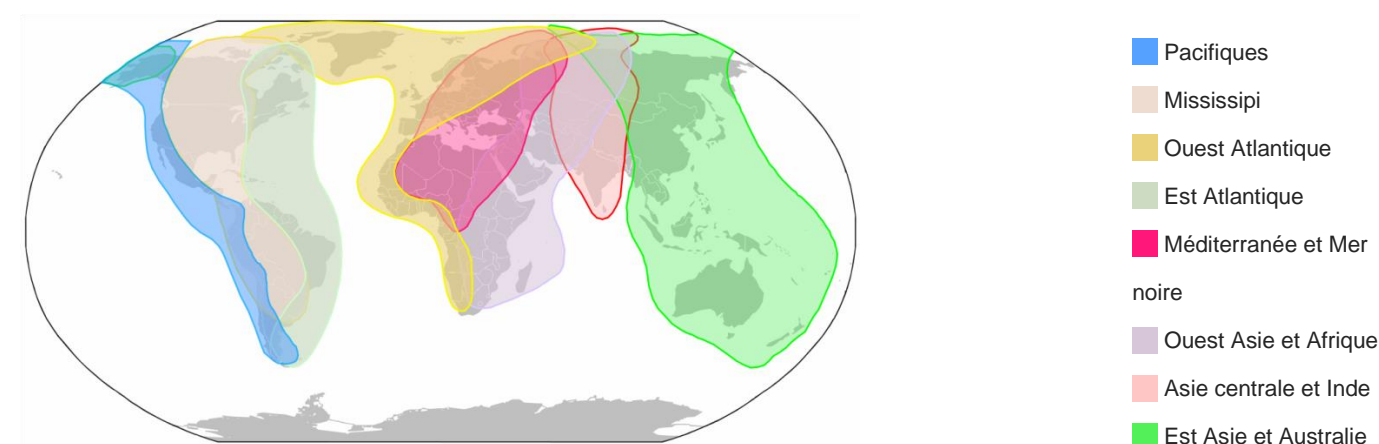 Pacifiques
Mississipi
Ouest Atlantique
Est Atlantique
Méditerranée et Mer
noire
Ouest Asie et Afrique
Asie centrale et Inde
Est Asie et Australie